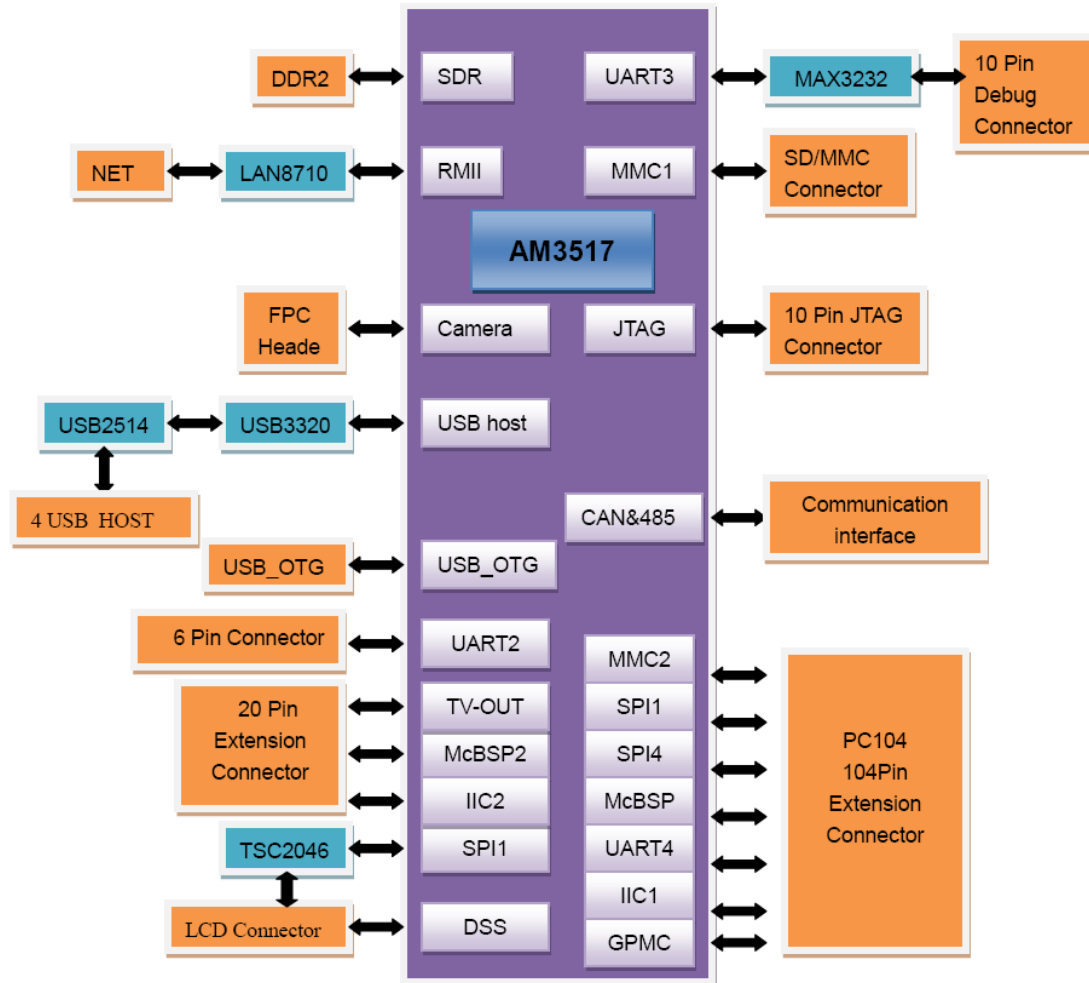 DDR2
SDR
UART3
MAX3232
10 Pin
Debug
Connector
NET
LAN8710
RMII
MMC1
SD/MMC
Connector
AM3517
FPC
Heade
Camera
JTAG
10 Pin JTAG
Connector
USB2514
USB3320
USB host
4 USB HOST
CAN&485
Communication
interface
USB_OTG
USB_OTG
6 Pin Connector
UART2
20 Pin
Extension
Connector
TV-OUT
McBSP2
IIC2
TSC2046
SPI1
LCD Connector
DSS
MMC2
SPI1
SPI4
McBSP
UART4
IIC1
GPMC
PC104
104Pin
Extension
Connector